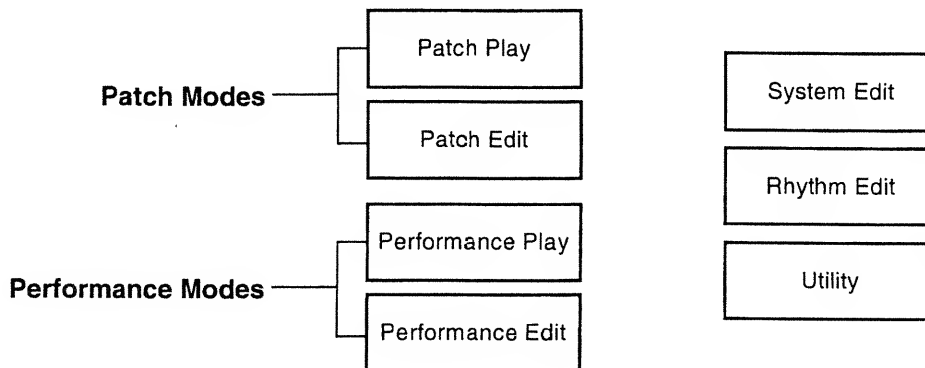 Patch Modes
Patch Play
Patch Edit
Performance Modes
Performance Play
Performance Edit
System Edit
Rhythm Edit
Utility